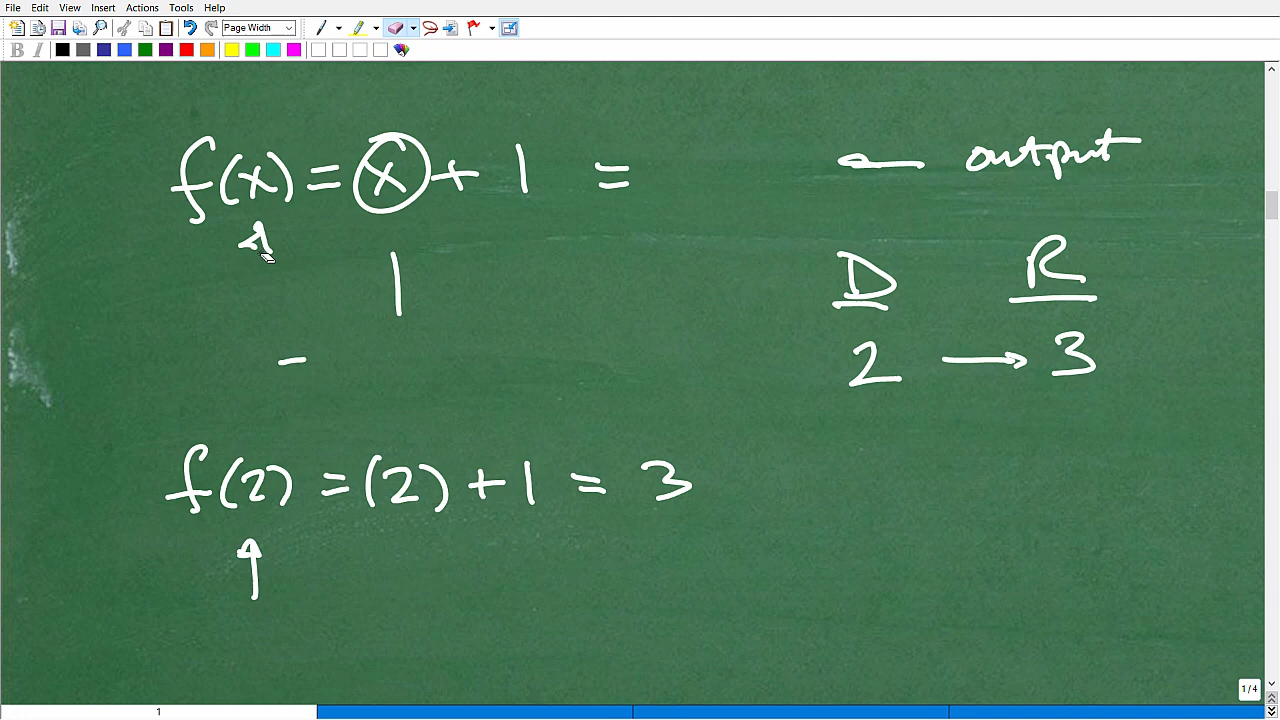 File Edit View Insert Actions Tools Help
Page Width
B I
f(x) = x + 1 = ← output
D R
2 → 3
f(2) = (2) + 1 = 3
↑
1/4
1